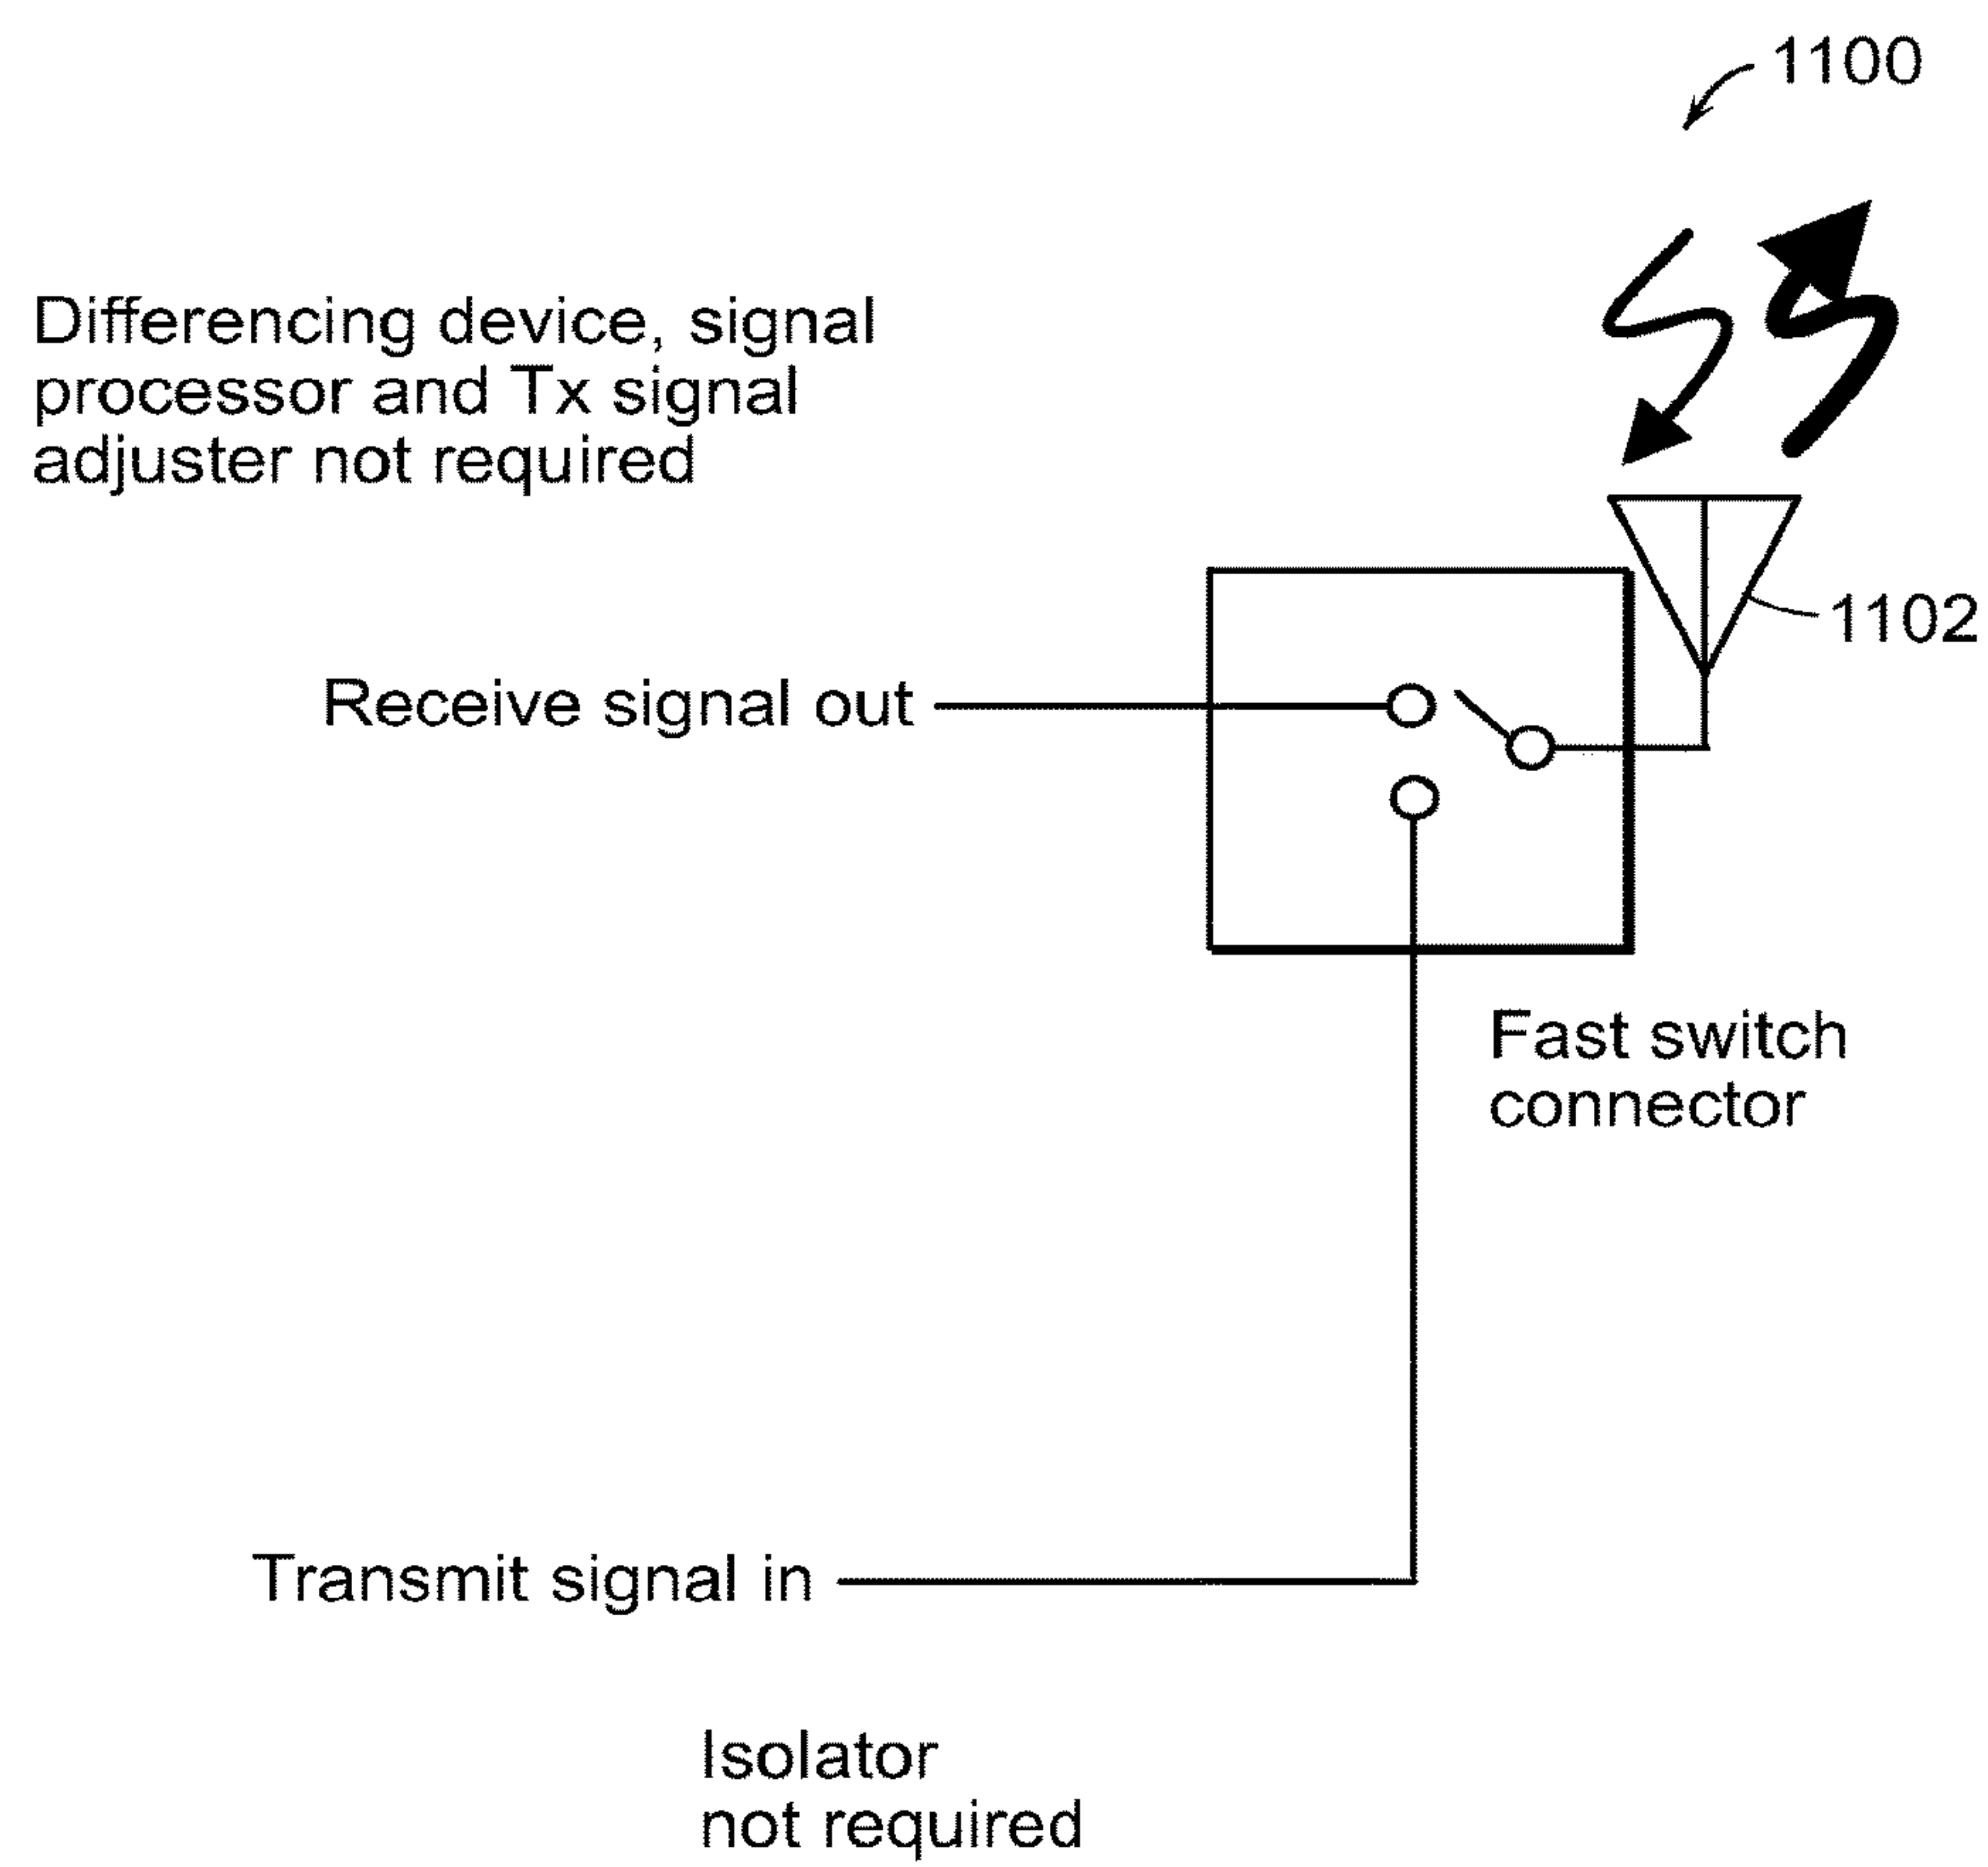 1100
Differencing device, signal
processor and Tx signal
adjuster not required
1102
Receive signal out
Fast switch
connector
Transmit signal in
Isolator
not required